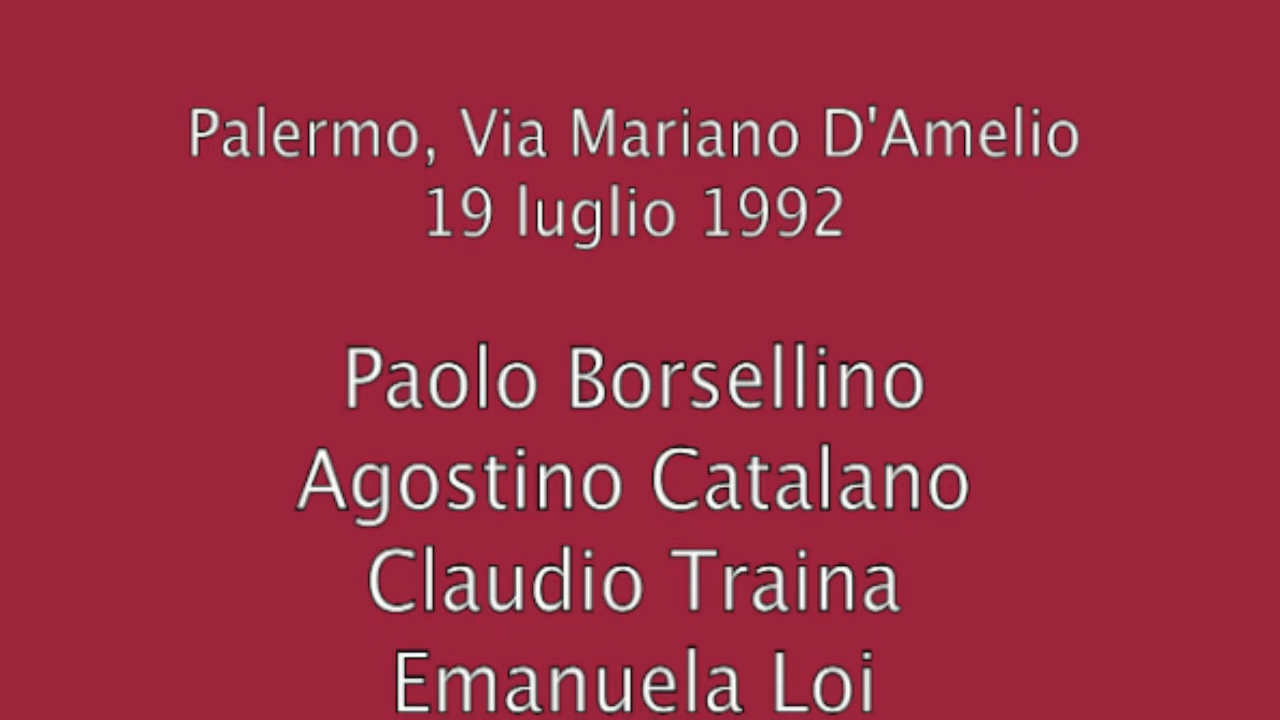 Palermo, Via Mariano D'Amelio
19 luglio 1992
Paolo Borsellino
Agostino Catalano
Claudio Traina
Emanuela Loi